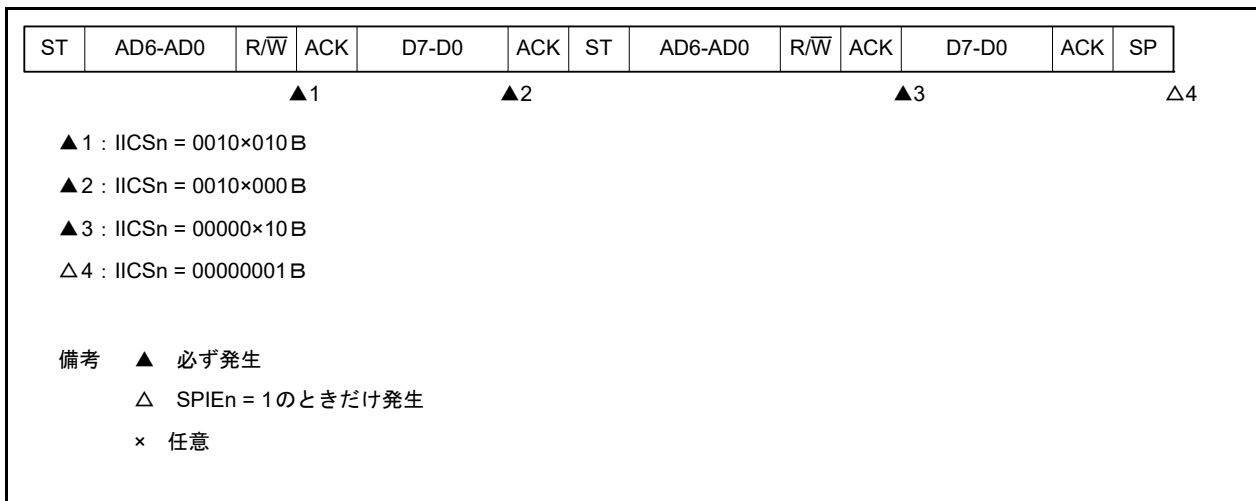 ST AD6-AD0 R/W̅ ACK D7-D0 ACK ST AD6-AD0 R/W̅ ACK D7-D0 ACK SP
▲1 ▲2 ▲3 △4
▲1：IICSn = 0010×010B
▲2：IICSn = 0010×000B
▲3：IICSn = 00000×10B
△4：IICSn = 00000001B
備考 ▲ 必ず発生
△ SPIEn = 1のときだけ発生
× 任意